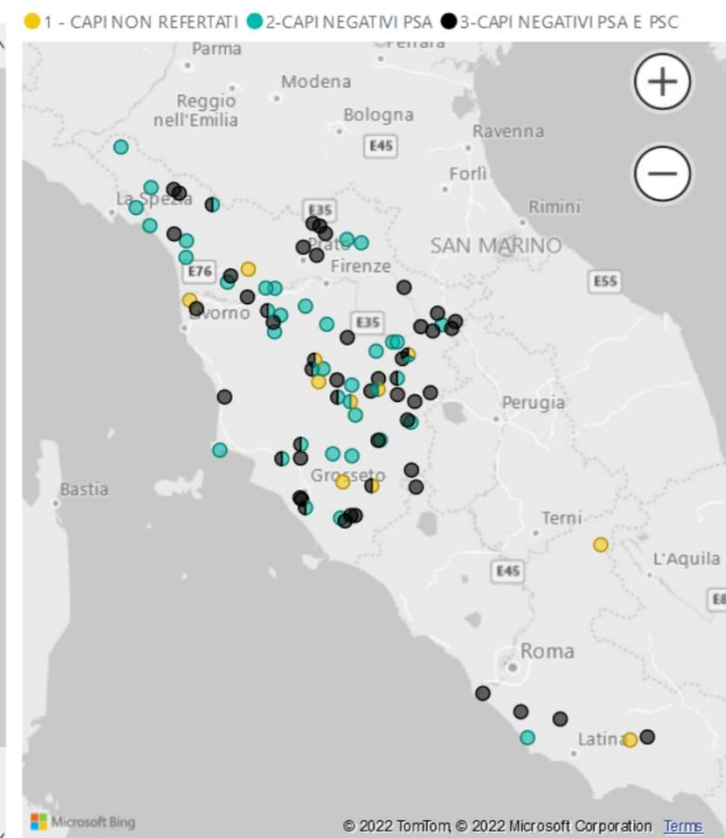 1 - CAPI NON REFERTATI 2-CAPI NEGATIVI PSA 3-CAPI NEGATIVI PSA E PSC
Parma
Ferrara
Modena
Reggio
nell'Emilia
Bologna
E45
Ravenna
Forlì
La Spezia
E35
Rimini
Prato
SAN MARINO
Firenze
E76
E55
Livorno
E35
Perugia
Grosseto
Bastia
Terni
L'Aquila
E45
Roma
Latina
Microsoft Bing
© 2022 TomTom, © 2022 Microsoft Corporation Terms